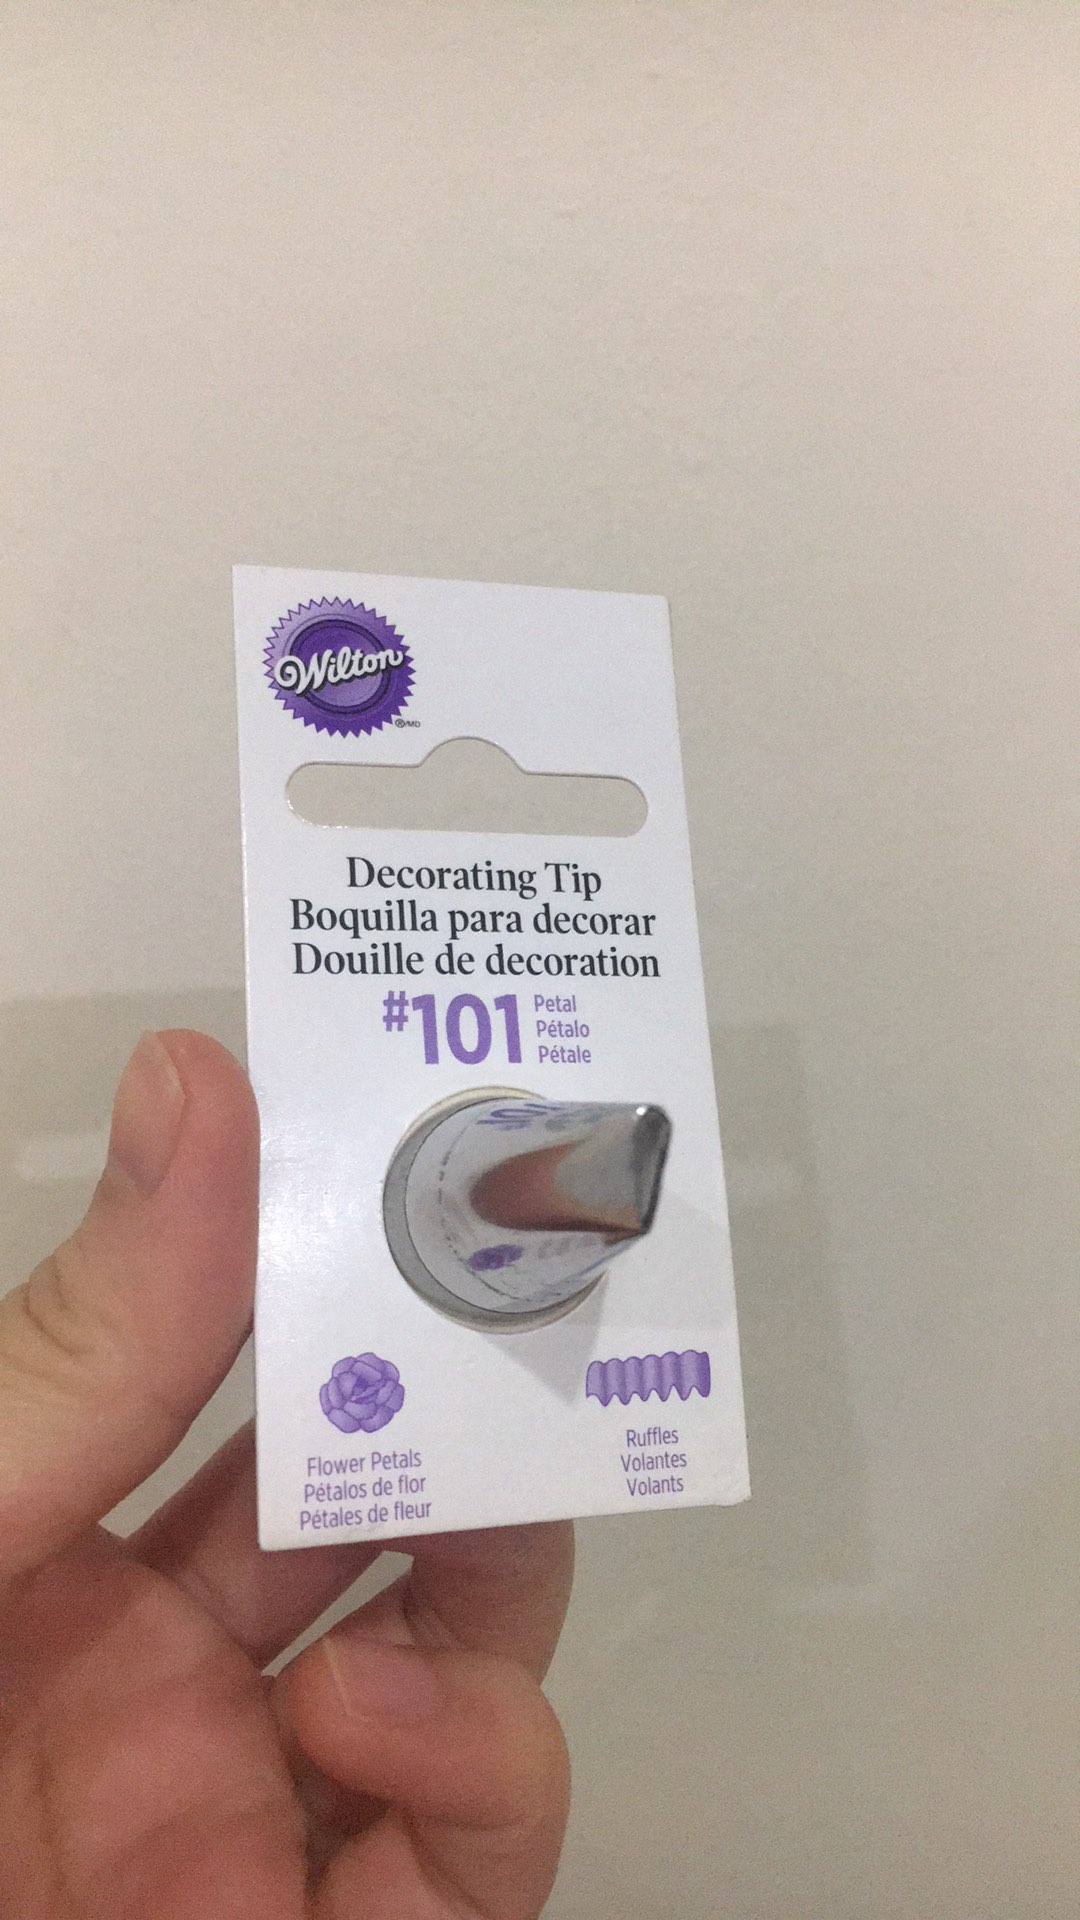 Wilton
®/MD
Decorating Tip
Boquilla para decorar
Douille de decoration
#101
Petal
Pétalo
Pétale
Flower Petals
Pétalos de flor
Pétales de fleur
Ruffles
Volantes
Volants